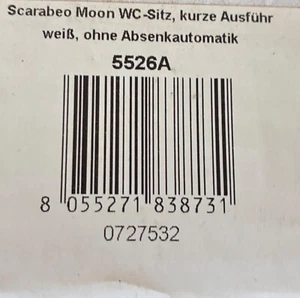 Scarabeo Moon WC-Sitz, kurze Ausführ
weiß, ohne Absenkautomatik
5526A
8 055271 838731
0727532